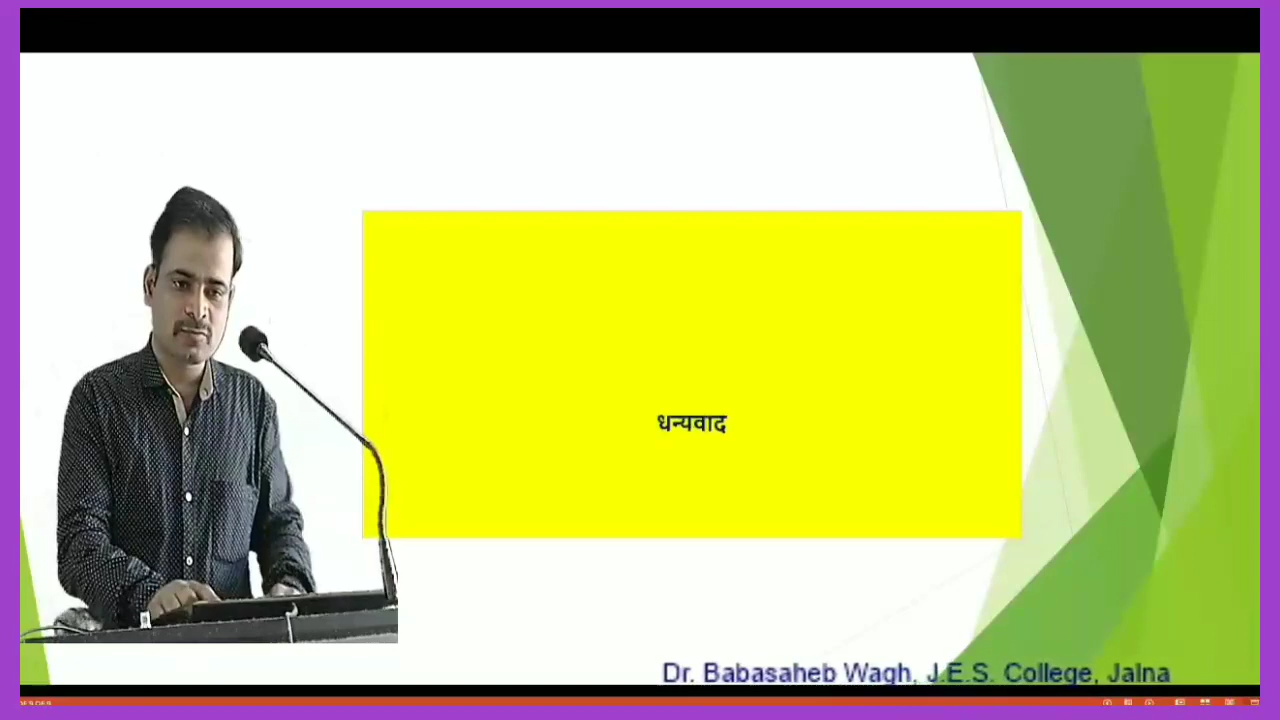 धन्यवाद
Dr. Babasaheb Wagh, J.E.S. College, Jalna